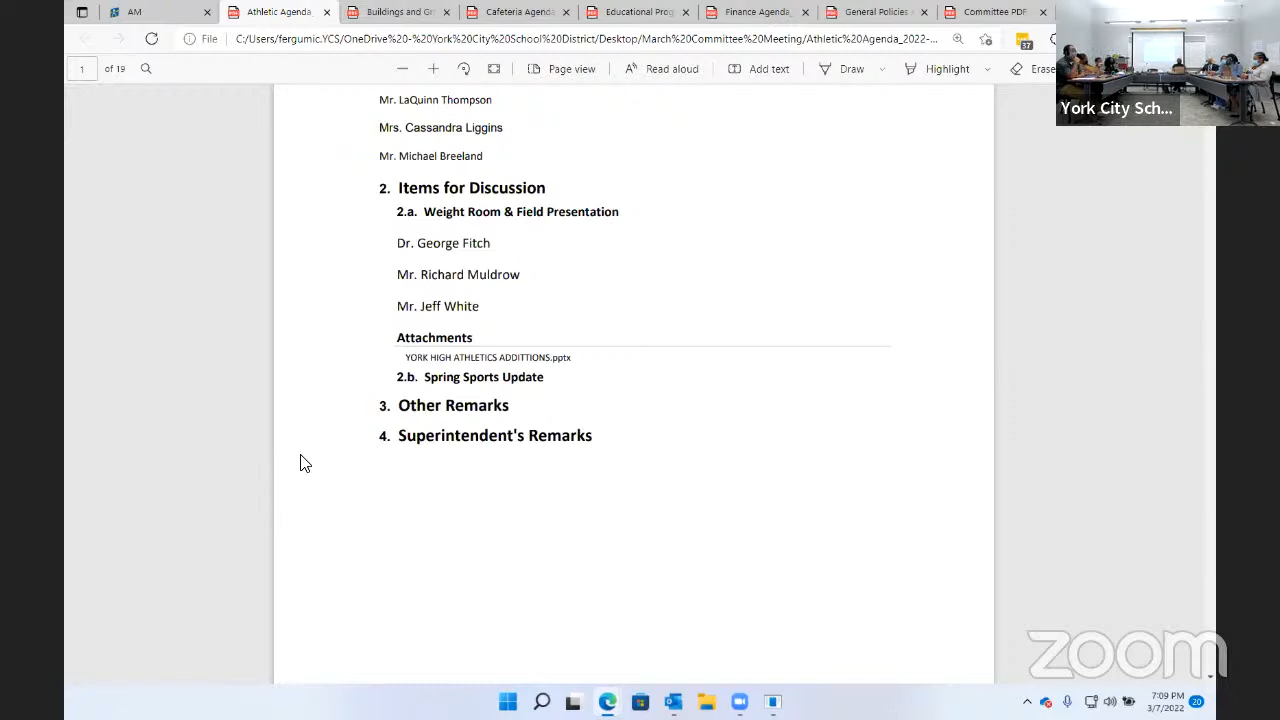 AM
Athletic Agenda
Buildings and Gr
Cafeteria Agenda
Educational Pro
Finance Agenda
General Policies
Committee PDF
File
C:/Users/fergumic.YCS/OneDrive%20-%20York%20City%20School%20District/Desktop/March%20Committee%20Meeting/Athletic%20Agenda_2022-...
37
1 of 19
Page view
Read aloud
Add text
Draw
Highlight
Erase
York City Sch...
Mr. LaQuinn Thompson
Mrs. Cassandra Liggins
Mr. Michael Breeland
2. Items for Discussion
2.a. Weight Room & Field Presentation
Dr. George Fitch
Mr. Richard Muldrow
Mr. Jeff White
Attachments
YORK HIGH ATHLETICS ADDITTIONS.pptx
2.b. Spring Sports Update
3. Other Remarks
4. Superintendent's Remarks
zoom
7:09 PM
3/7/2022
20